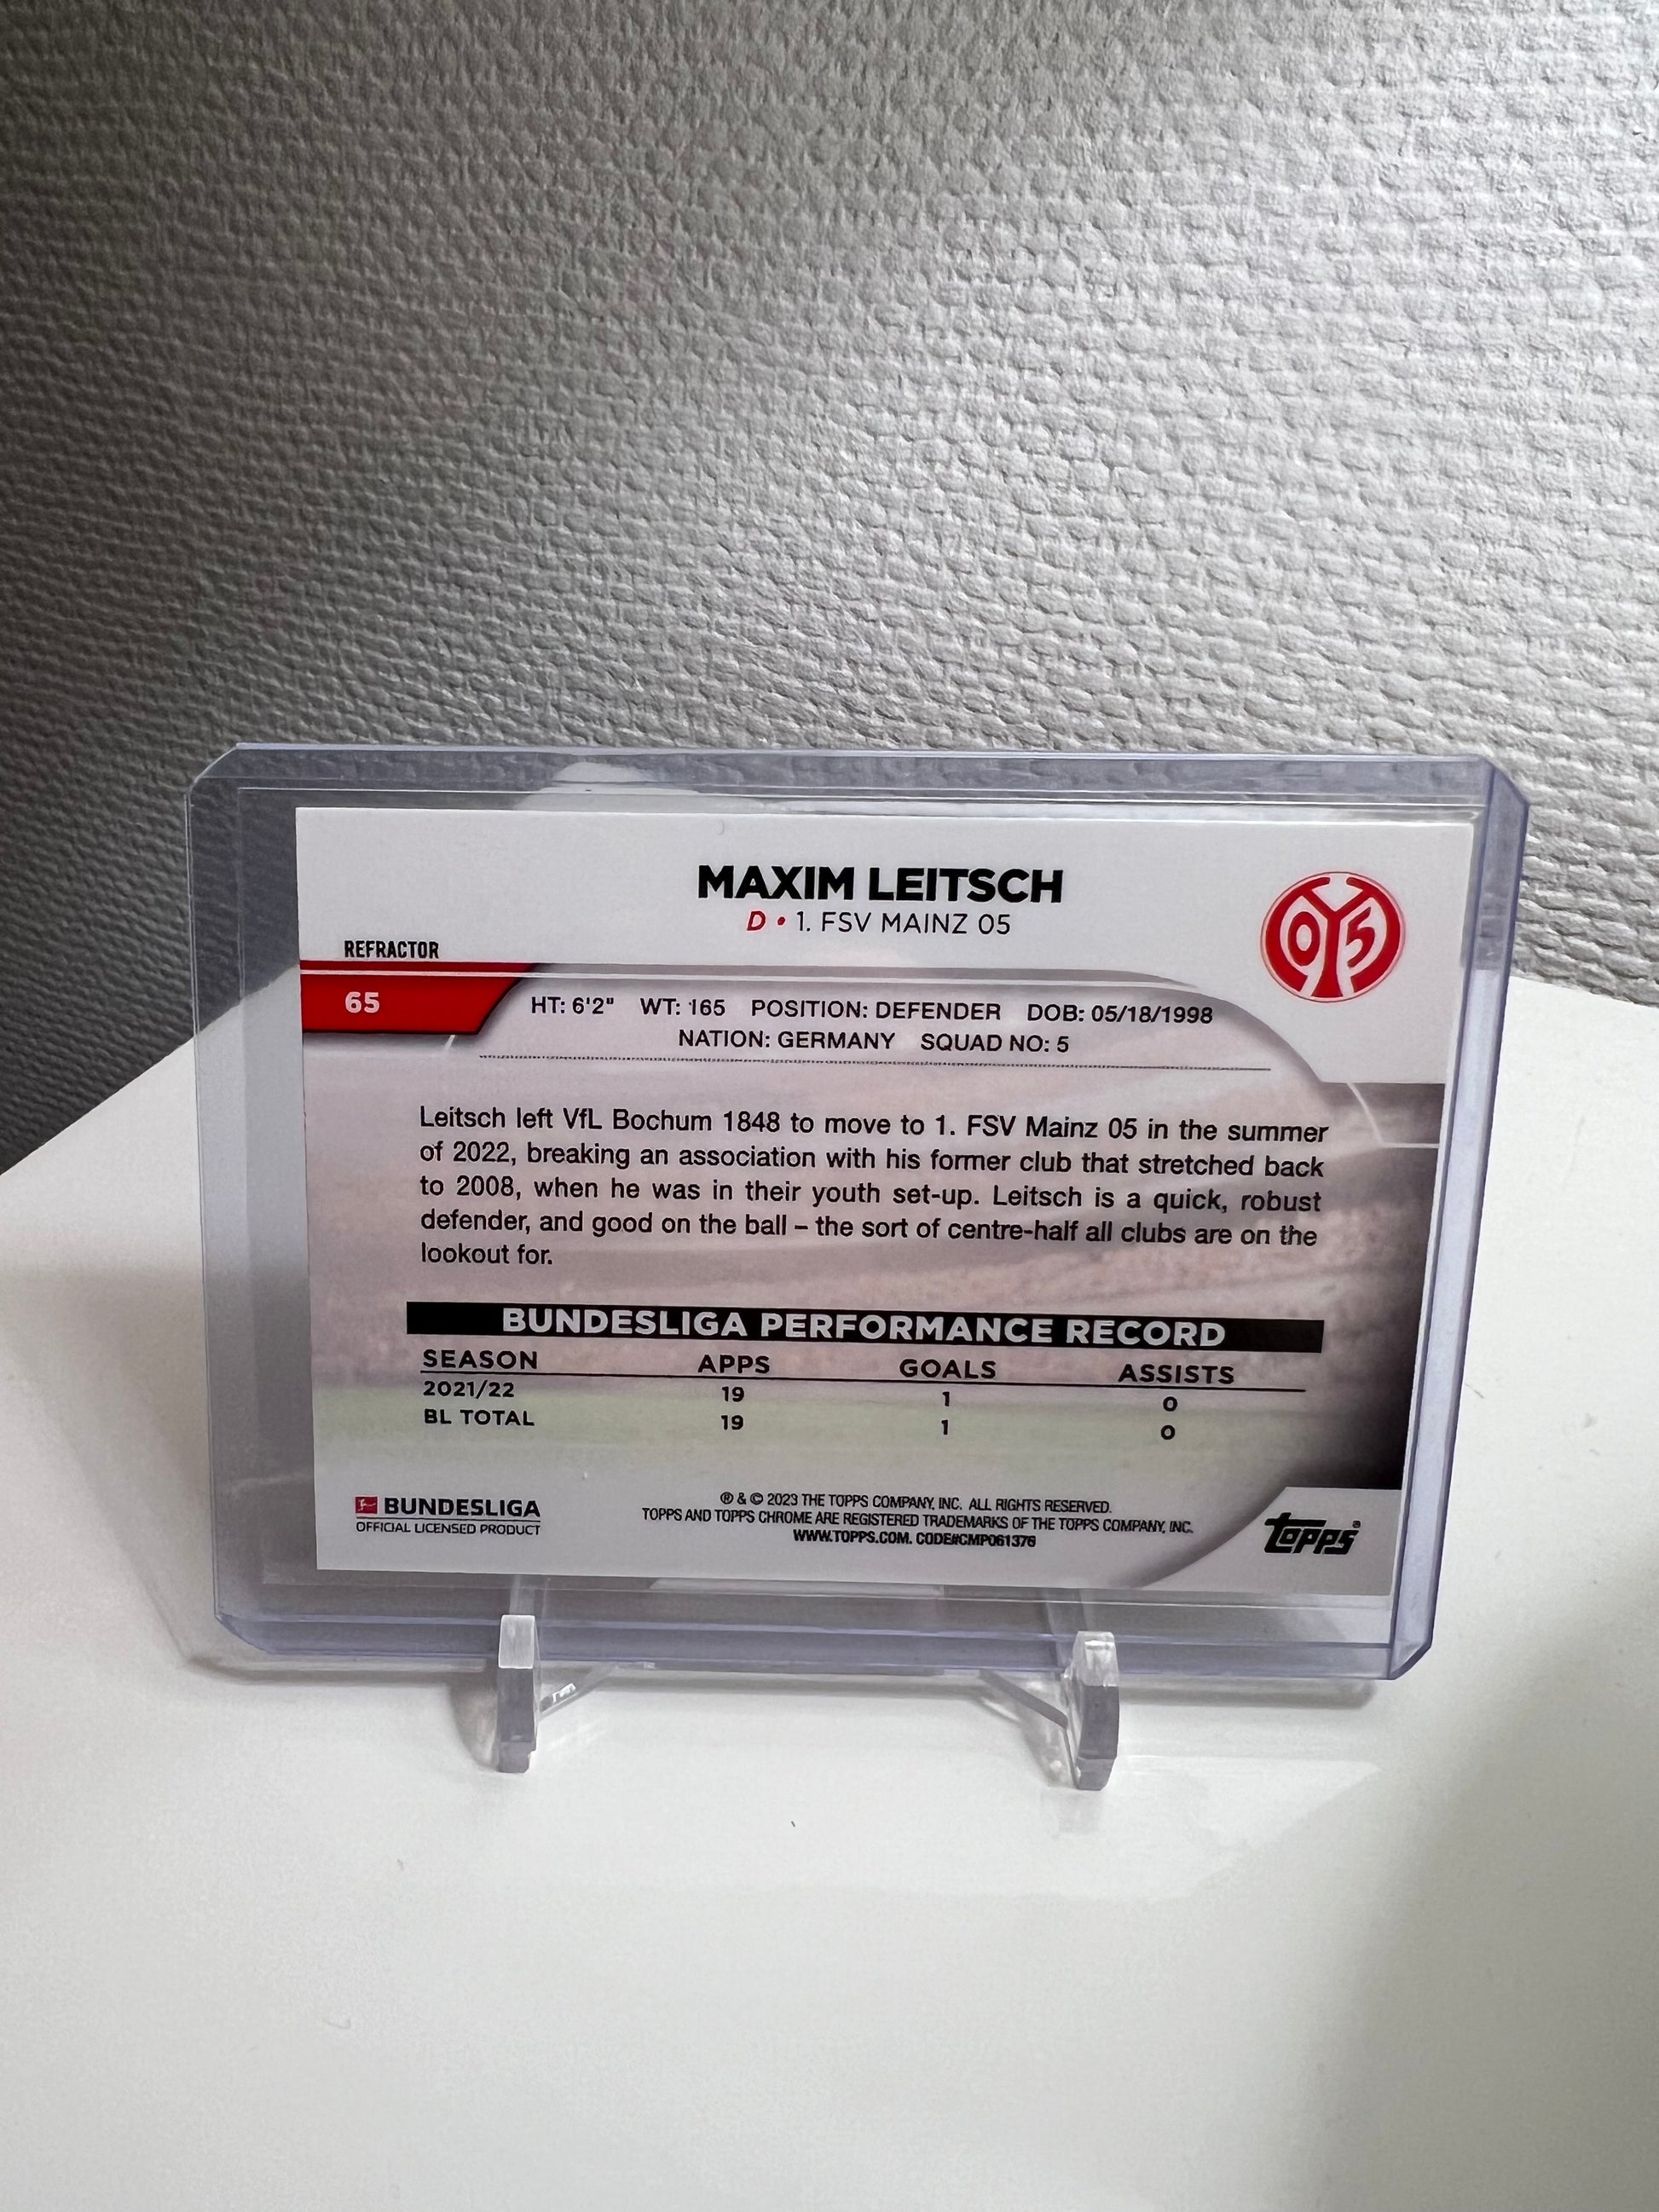 MAXIM LEITSCH
D • 1. FSV MAINZ 05
05
REFRACTOR
65
HT: 6'2" WT: 165 POSITION: DEFENDER DOB: 05/18/1998
NATION: GERMANY SQUAD NO: 5
Leitsch left VfL Bochum 1848 to move to 1. FSV Mainz 05 in the summer
of 2022, breaking an association with his former club that stretched back
to 2008, when he was in their youth set-up. Leitsch is a quick, robust
defender, and good on the ball – the sort of centre-half all clubs are on the
lookout for.
BUNDESLIGA PERFORMANCE RECORD
SEASON APPS GOALS ASSISTS
2021/22 19 1 0
BL TOTAL 19 1 0
BUNDESLIGA
OFFICIAL LICENSED PRODUCT
® & © 2023 THE TOPPS COMPANY, INC. ALL RIGHTS RESERVED.
TOPPS AND TOPPS CHROME ARE REGISTERED TRADEMARKS OF THE TOPPS COMPANY, INC.
WWW.TOPPS.COM. CODE#CMP061376
topps®